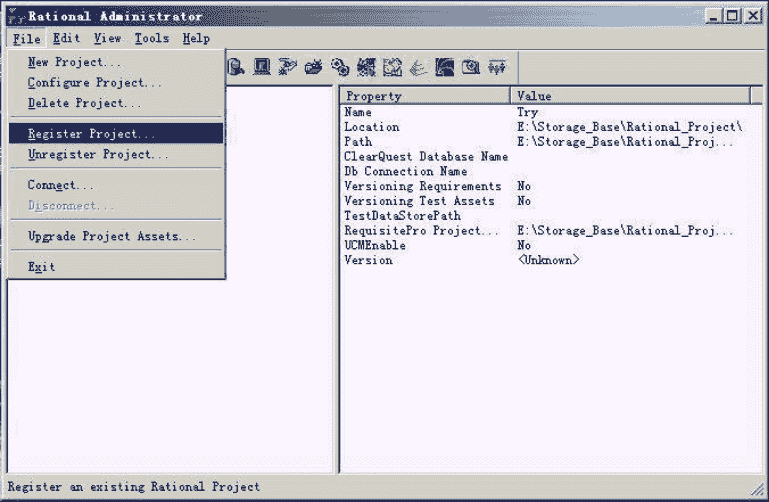 Rational Administrator
File Edit View Tools Help
New Project...
Configure Project...
Delete Project...
Register Project...
Unregister Project...
Connect...
Disconnect...
Upgrade Project Assets...
Exit
Property Value
Name Try
Location E:\Storage_Base\Rational_Project\
Path E:\Storage_Base\Rational_Proj...
ClearQuest Database Name
Db Connection Name
Versioning Requirements No
Versioning Test Assets No
TestDataStorePath
RequisitePro Project... E:\Storage_Base\Rational_Proj...
UCMEnable No
Version <Unknown>
Register an existing Rational Project